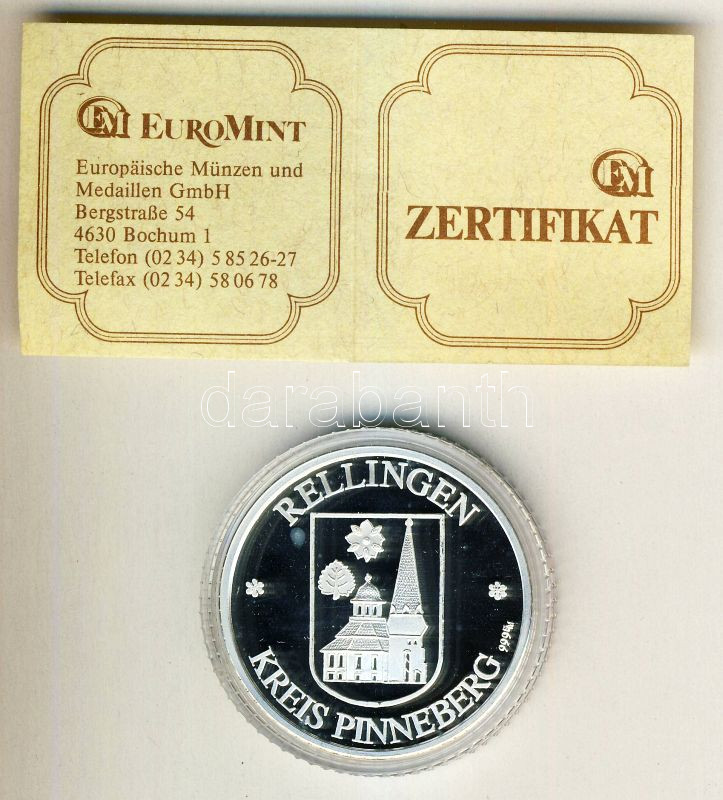 EM EUROMINT
Europäische Münzen und
Medaillen GmbH
Bergstraße 54
4630 Bochum 1
Telefon (02 34) 5 85 26-27
Telefax (02 34) 58 06 78
EM
ZERTIFIKAT
darabanth
RELLINGEN
KREIS PINNEBERG
999